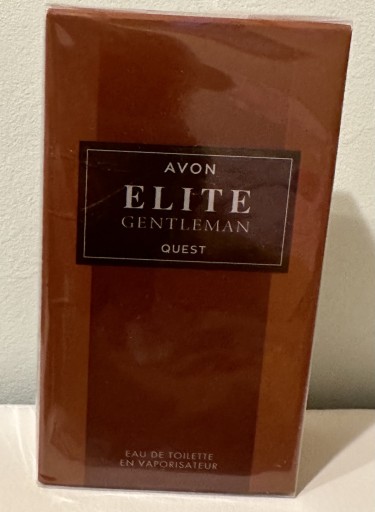 AVON
ELITE
GENTLEMAN
QUEST
EAU DE TOILETTE
EN VAPORISATEUR